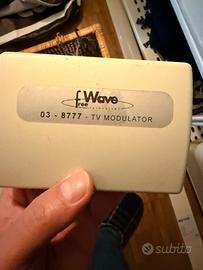 free Wave
03 - 8777 - TV MODULATOR
subito